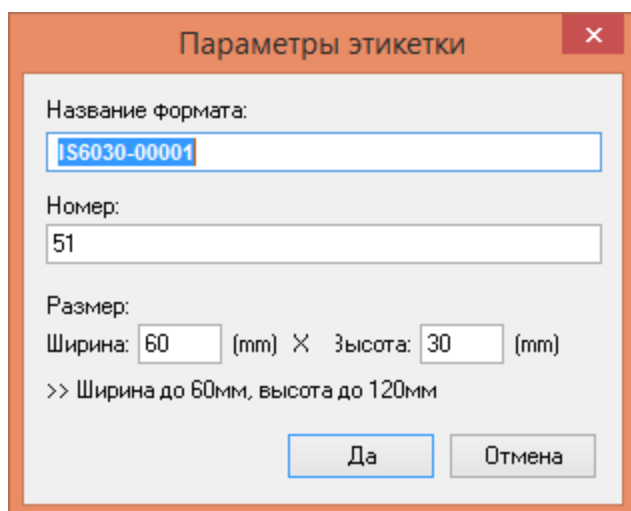 Параметры этикетки
Название формата:
IS6030-00001
Номер:
51
Размер:
Ширина: 60 (mm) X Высота: 30 (mm)
>> Ширина до 60мм, высота до 120мм
Да Отмена